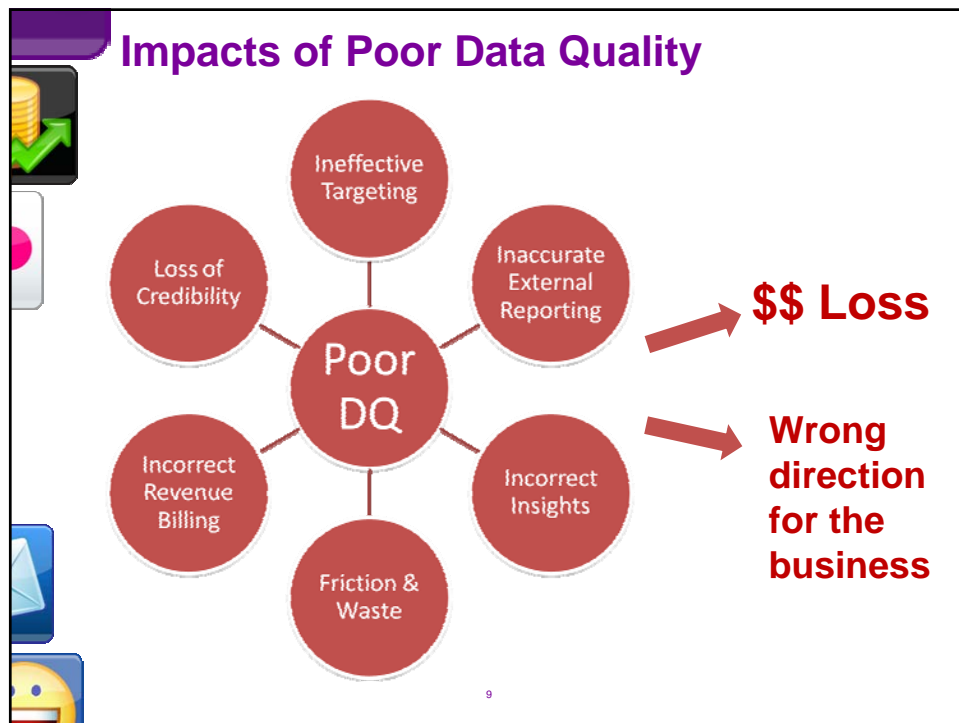 Impacts of Poor Data Quality
Ineffective
Targeting
Loss of
Credibility
Inaccurate
External
Reporting
$$ Loss
Poor
DQ
Incorrect
Revenue
Billing
Incorrect
Insights
Wrong
direction
for the
business
Friction &
Waste
9